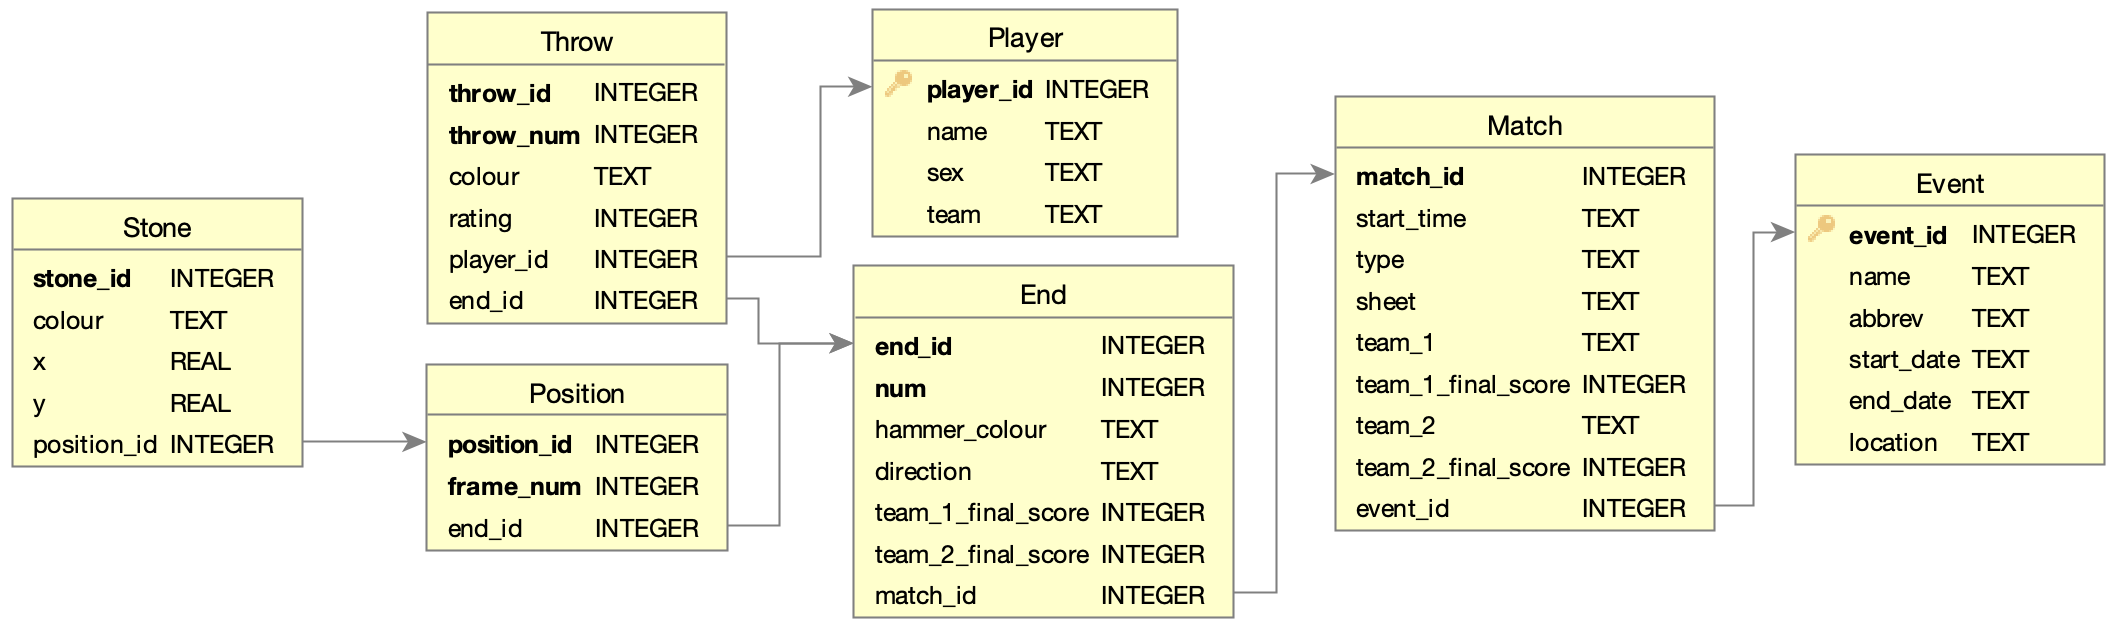 Throw
throw_id INTEGER
throw_num INTEGER
colour TEXT
rating INTEGER
player_id INTEGER
end_id INTEGER
Player
player_id INTEGER
name TEXT
sex TEXT
team TEXT
Match
match_id INTEGER
start_time TEXT
type TEXT
sheet TEXT
team_1 TEXT
team_1_final_score INTEGER
team_2 TEXT
team_2_final_score INTEGER
event_id INTEGER
Event
event_id INTEGER
name TEXT
abbrev TEXT
start_date TEXT
end_date TEXT
location TEXT
Stone
stone_id INTEGER
colour TEXT
x REAL
y REAL
position_id INTEGER
Position
position_id INTEGER
frame_num INTEGER
end_id INTEGER
End
end_id INTEGER
num INTEGER
hammer_colour TEXT
direction TEXT
team_1_final_score INTEGER
team_2_final_score INTEGER
match_id INTEGER